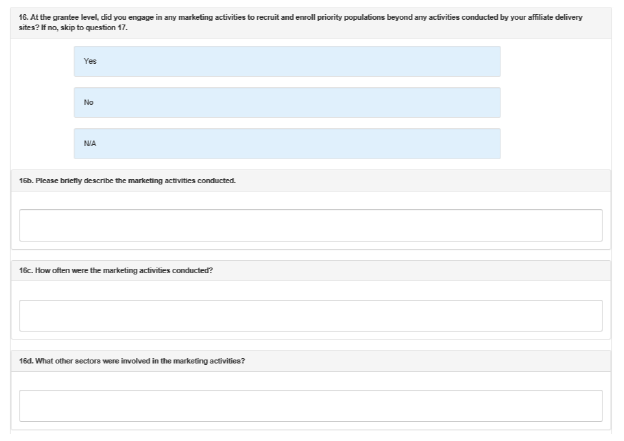 16. At the grantee level, did you engage in any marketing activities to recruit and enroll priority populations beyond any activities conducted by your affiliate delivery
sites? If no, skip to question 17.
Yes
No
N/A
16b. Please briefly describe the marketing activities conducted.
16c. How often were the marketing activities conducted?
16d. What other sectors were involved in the marketing activities?